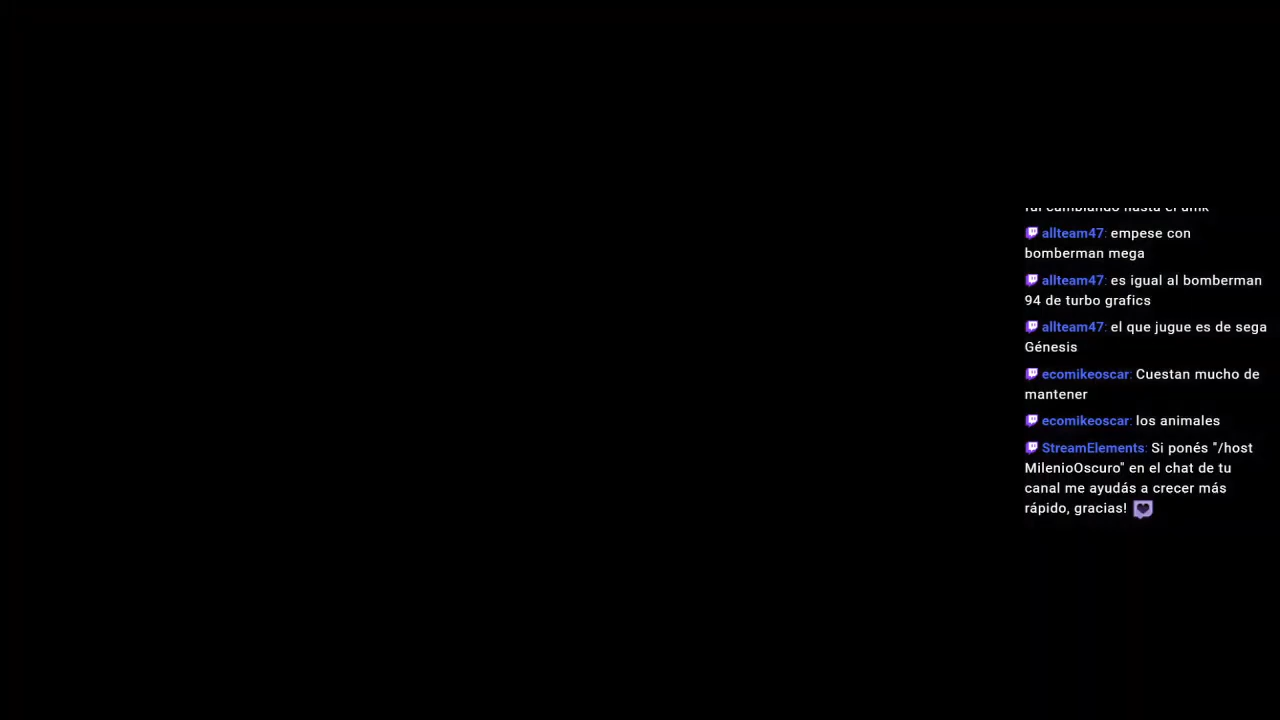 allteam47: empese con
bomberman mega
allteam47: es igual al bomberman
94 de turbo grafics
allteam47: el que jugue es de sega
Génesis
ecomikeoscar: Cuestan mucho de
mantener
ecomikeoscar: los animales
StreamElements: Si ponés "/host
MilenioOscuro" en el chat de tu
canal me ayudás a crecer más
rápido, gracias!